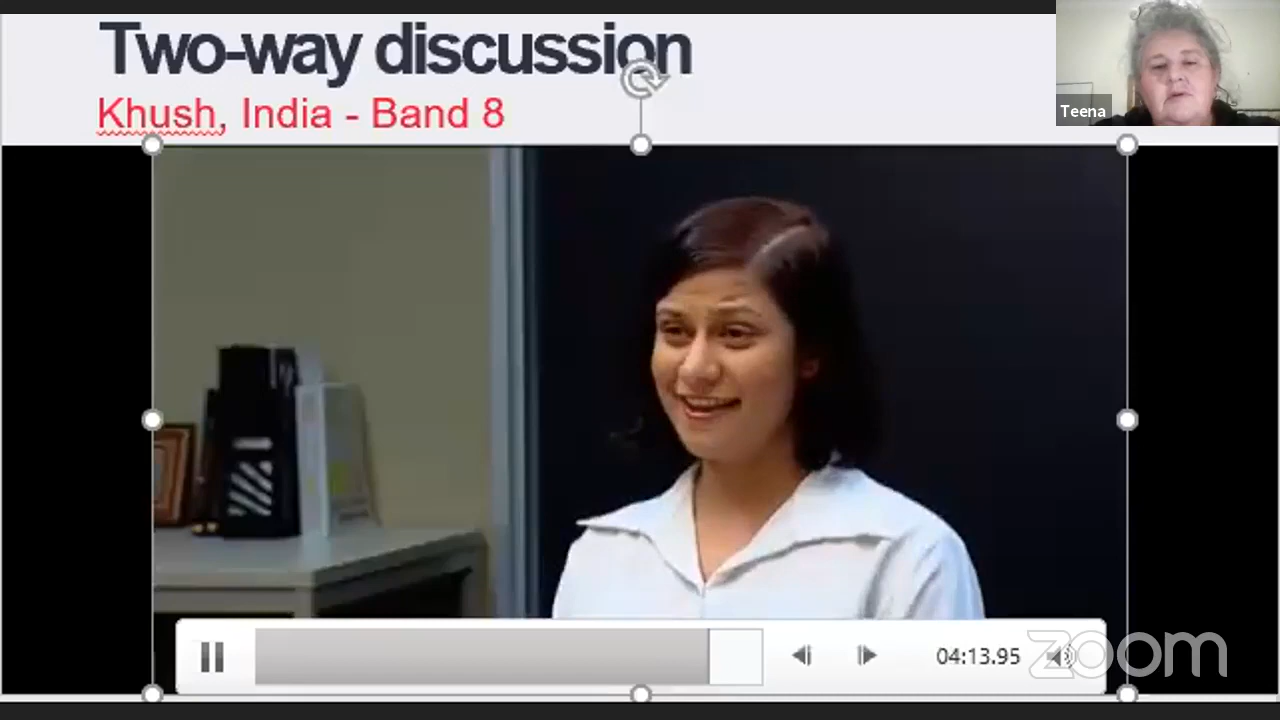 Two-way discussion
Khush, India - Band 8
Teena
04:13.95
zoom